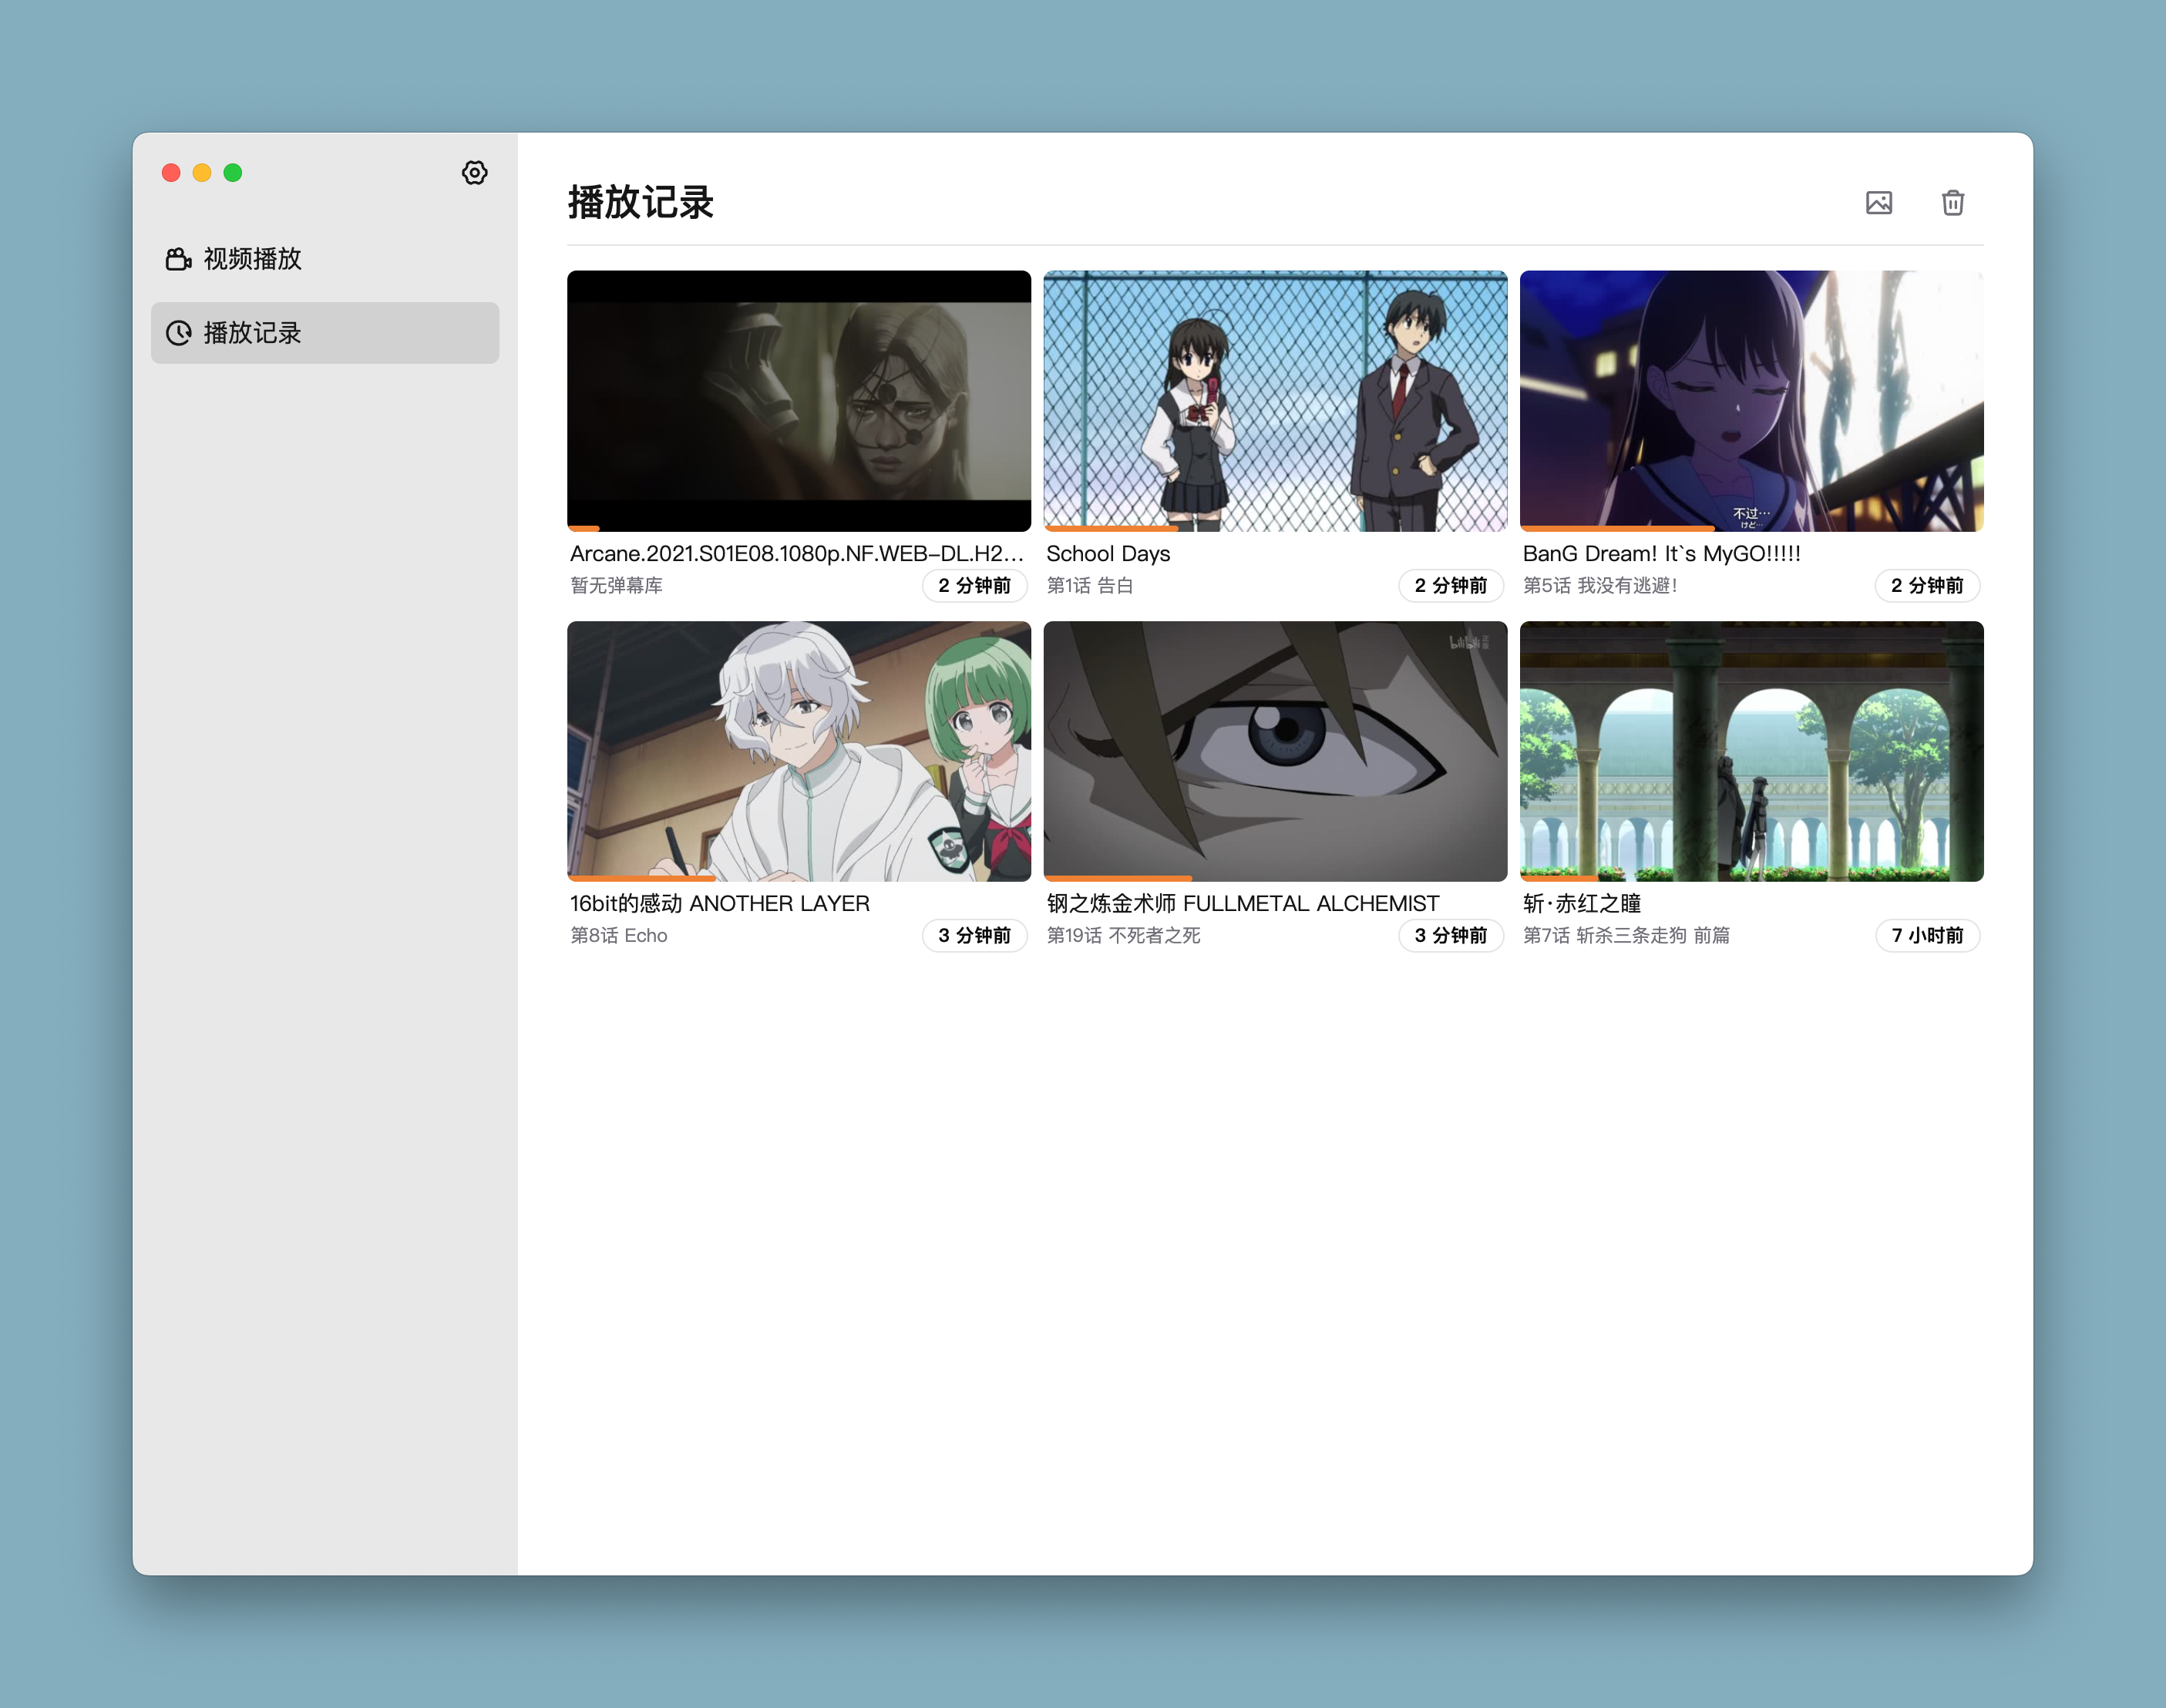 视频播放
播放记录
播放记录
不过…
けど…
Arcane.2021.S01E08.1080p.NF.WEB-DL.H2...
暂无弹幕库
2 分钟前
School Days
第1话 告白
2 分钟前
BanG Dream! It`s MyGO!!!!!
第5话 我没有逃避！
2 分钟前
bilibili
16bit的感动 ANOTHER LAYER
第8话 Echo
3 分钟前
钢之炼金术师 FULLMETAL ALCHEMIST
第19话 不死者之死
3 分钟前
斩·赤红之瞳
第7话 斩杀三条走狗 前篇
7 小时前